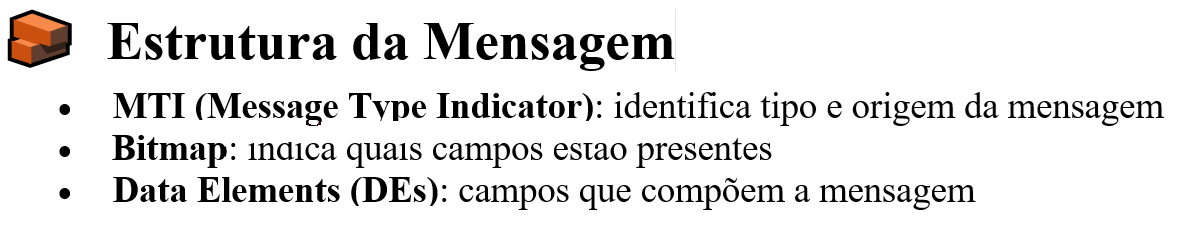 Estrutura da Mensagem
• MTI (Message Type Indicator): identifica tipo e origem da mensagem
• Bitmap: indica quais campos estão presentes
• Data Elements (DEs): campos que compõem a mensagem